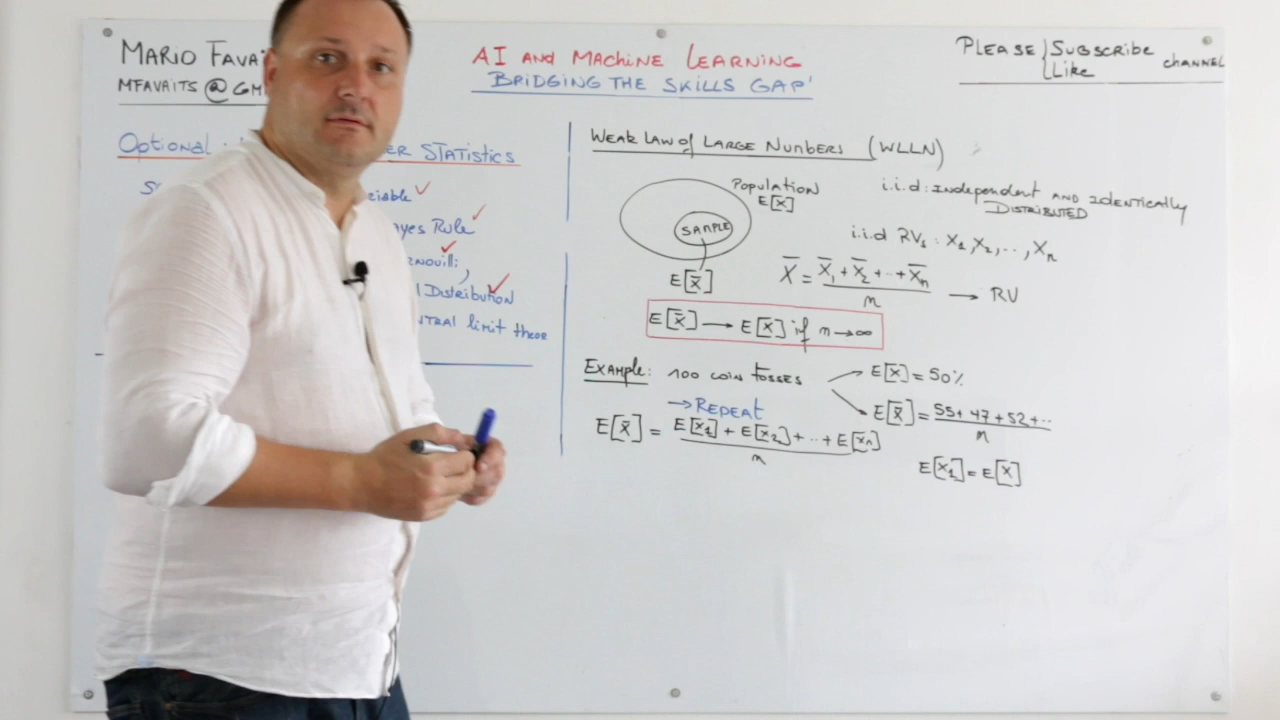 MARIO FAVAI
MFAVAITS @ GM
AI AND MACHINE LEARNING
BRIDGING THE SKILLS GAP'
PLEASE { SUBSCRIBE
LIKE
CHANNEL
OPTIONAL
ER STATISTICS
S
iable ✓
yes Rule ✓
rnouilli ✓
l Distribution ✓
NTRAL limit theor
WEAK LAW of LARGE NUMBERS (WLLN)
POPULATION
E[X]
SAMPLE
E[x̄]
i.i.d: INDEPENDENT AND IDENTICALLY
DISTRIBUTED
i.i.d RVs : X1, X2, .., Xn
X̄ = X̄1 + X̄2 + .. + X̄n / n → RV
E[x̄] → E[X] if n → ∞
EXAMPLE: 100 coin tosses
E[X] = 50%
E[x̄] = 55 + 47 + 52 + .. / n
→ REPEAT
E[x̄] = E[x1] + E[x2] + .. + E[xn] / n
E[x1] = E[X]